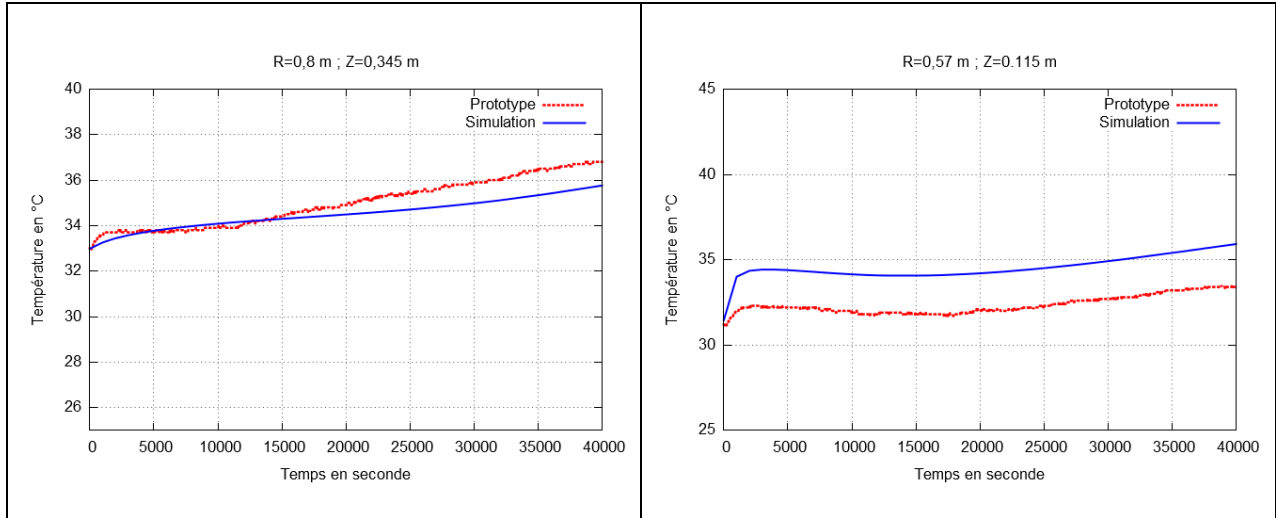 R=0,8 m ; Z=0,345 m
40
38
36
34
32
30
28
26
Température en °C
Prototype
Simulation
0 5000 10000 15000 20000 25000 30000 35000 40000
Temps en seconde
R=0,57 m ; Z=0.115 m
45
40
35
30
25
Température en °C
Prototype
Simulation
0 5000 10000 15000 20000 25000 30000 35000 40000
Temps en seconde